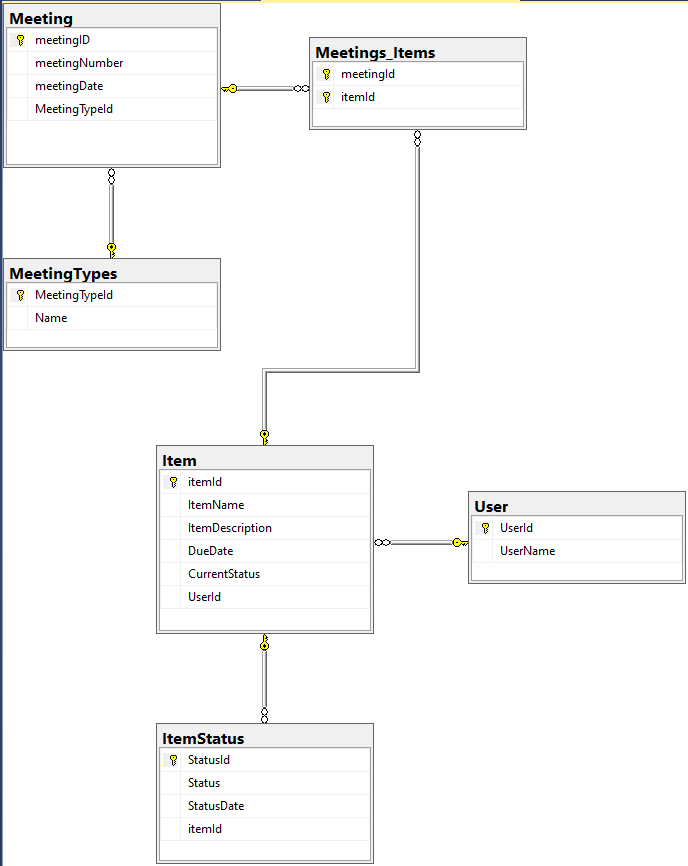 Meeting
meetingID
meetingNumber
meetingDate
MeetingTypeId
Meetings_Items
meetingId
itemId
MeetingTypes
MeetingTypeId
Name
Item
itemId
ItemName
ItemDescription
DueDate
CurrentStatus
UserId
User
UserId
UserName
ItemStatus
StatusId
Status
StatusDate
itemId